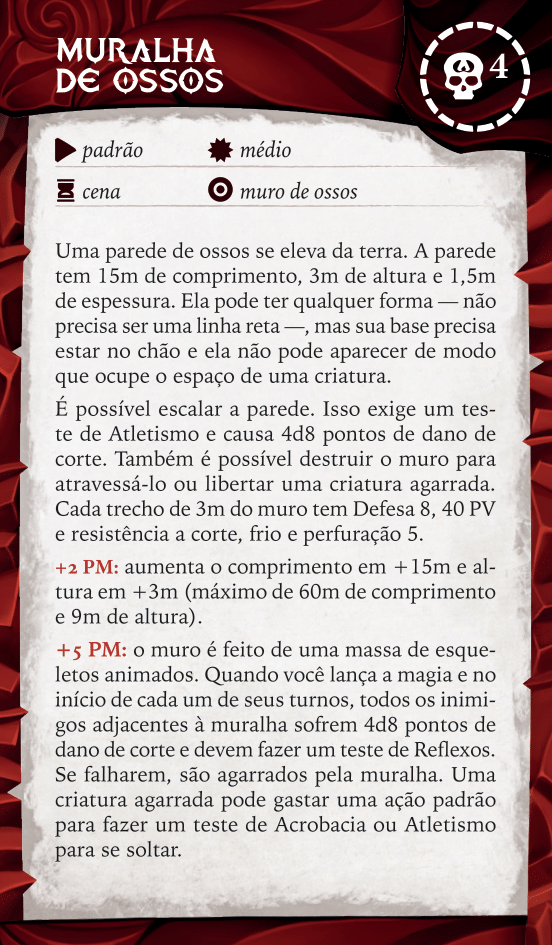 MURALHA
DE OSSOS
4
padrão
médio
cena
muro de ossos
Uma parede de ossos se eleva da terra. A parede
tem 15m de comprimento, 3m de altura e 1,5m
de espessura. Ela pode ter qualquer forma — não
precisa ser uma linha reta —, mas sua base precisa
estar no chão e ela não pode aparecer de modo
que ocupe o espaço de uma criatura.
É possível escalar a parede. Isso exige um tes-
te de Atletismo e causa 4d8 pontos de dano de
corte. Também é possível destruir o muro para
atravessá-lo ou libertar uma criatura agarrada.
Cada trecho de 3m do muro tem Defesa 8, 40 PV
e resistência a corte, frio e perfuração 5.
+2 PM: aumenta o comprimento em +15m e al-
tura em +3m (máximo de 60m de comprimento
e 9m de altura).
+5 PM: o muro é feito de uma massa de esque-
letos animados. Quando você lança a magia e no
início de cada um de seus turnos, todos os inimi-
gos adjacentes à muralha sofrem 4d8 pontos de
dano de corte e devem fazer um teste de Reflexos.
Se falharem, são agarrados pela muralha. Uma
criatura agarrada pode gastar uma ação padrão
para fazer um teste de Acrobacia ou Atletismo
para se soltar.